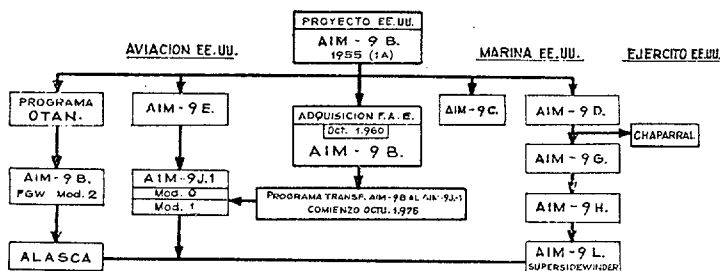 PROYECTO EE.UU.
AIM-9 B.
1955 (1A)
AVIACION EE.UU.
MARINA EE.UU.
EJERCITO EE.UU.
PROGRAMA
OTAN.
AIM-9E.
ADQUISICION F.A.E.
Oct. 1.960
AIM-9 B.
AIM-9C.
AIM-9 D.
CHAPARRAL
AIM-9 B.
FGW Mod. 2
AIM-9J.1
Mod. 0
Mod. 1
PROGRAMA TRANSF. AIM-9B AL AIM-9J-1
COMIENZO OCTU. 1.975
AIM-9G.
AIM-9H.
ALASCA
AIM-9 L.
SUPERSIDEWINDER